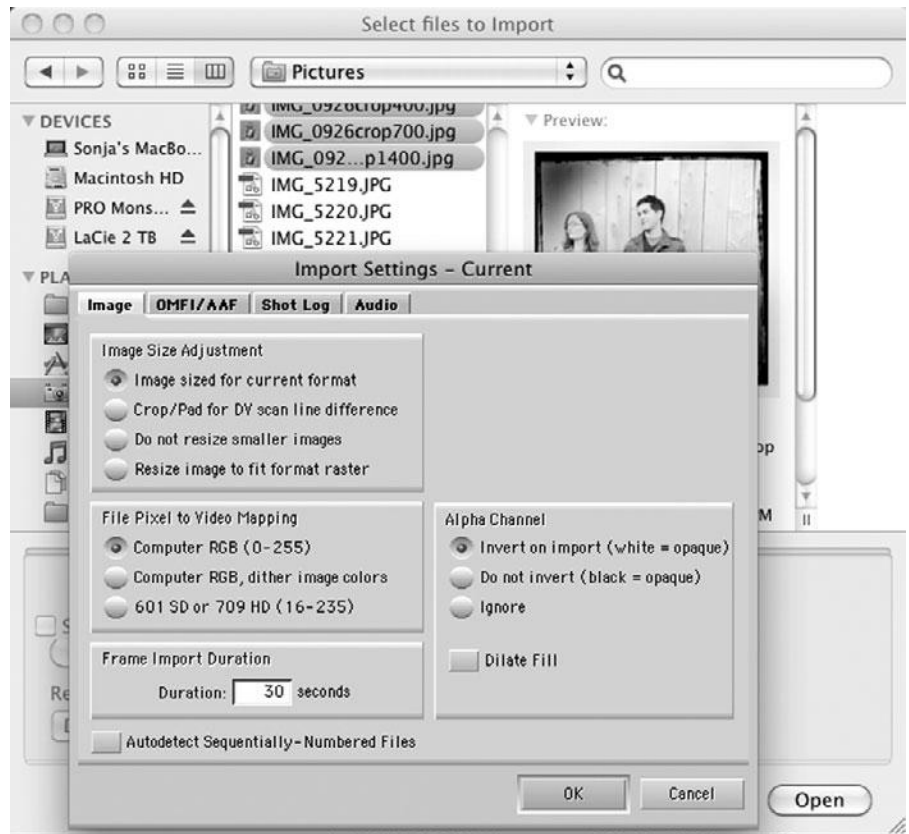 Select files to Import
Pictures
DEVICES
Sonja's MacBo...
Macintosh HD
PRO Mons...
LaCie 2 TB
PLA
IMG_0926crop400.jpg
IMG_0926crop700.jpg
IMG_092...p1400.jpg
IMG_5219.JPG
IMG_5220.JPG
IMG_5221.JPG
Preview:
Import Settings - Current
Image OMFI/AAF Shot Log Audio
Image Size Adjustment
Image sized for current format
Crop/Pad for DV scan line difference
Do not resize smaller images
Resize image to fit format raster
File Pixel to Video Mapping
Computer RGB (0-255)
Computer RGB, dither image colors
601 SD or 709 HD (16-235)
Alpha Channel
Invert on import (white = opaque)
Do not invert (black = opaque)
Ignore
Dilate Fill
Frame Import Duration
Duration: 30 seconds
Autodetect Sequentially-Numbered Files
OK Cancel
Open